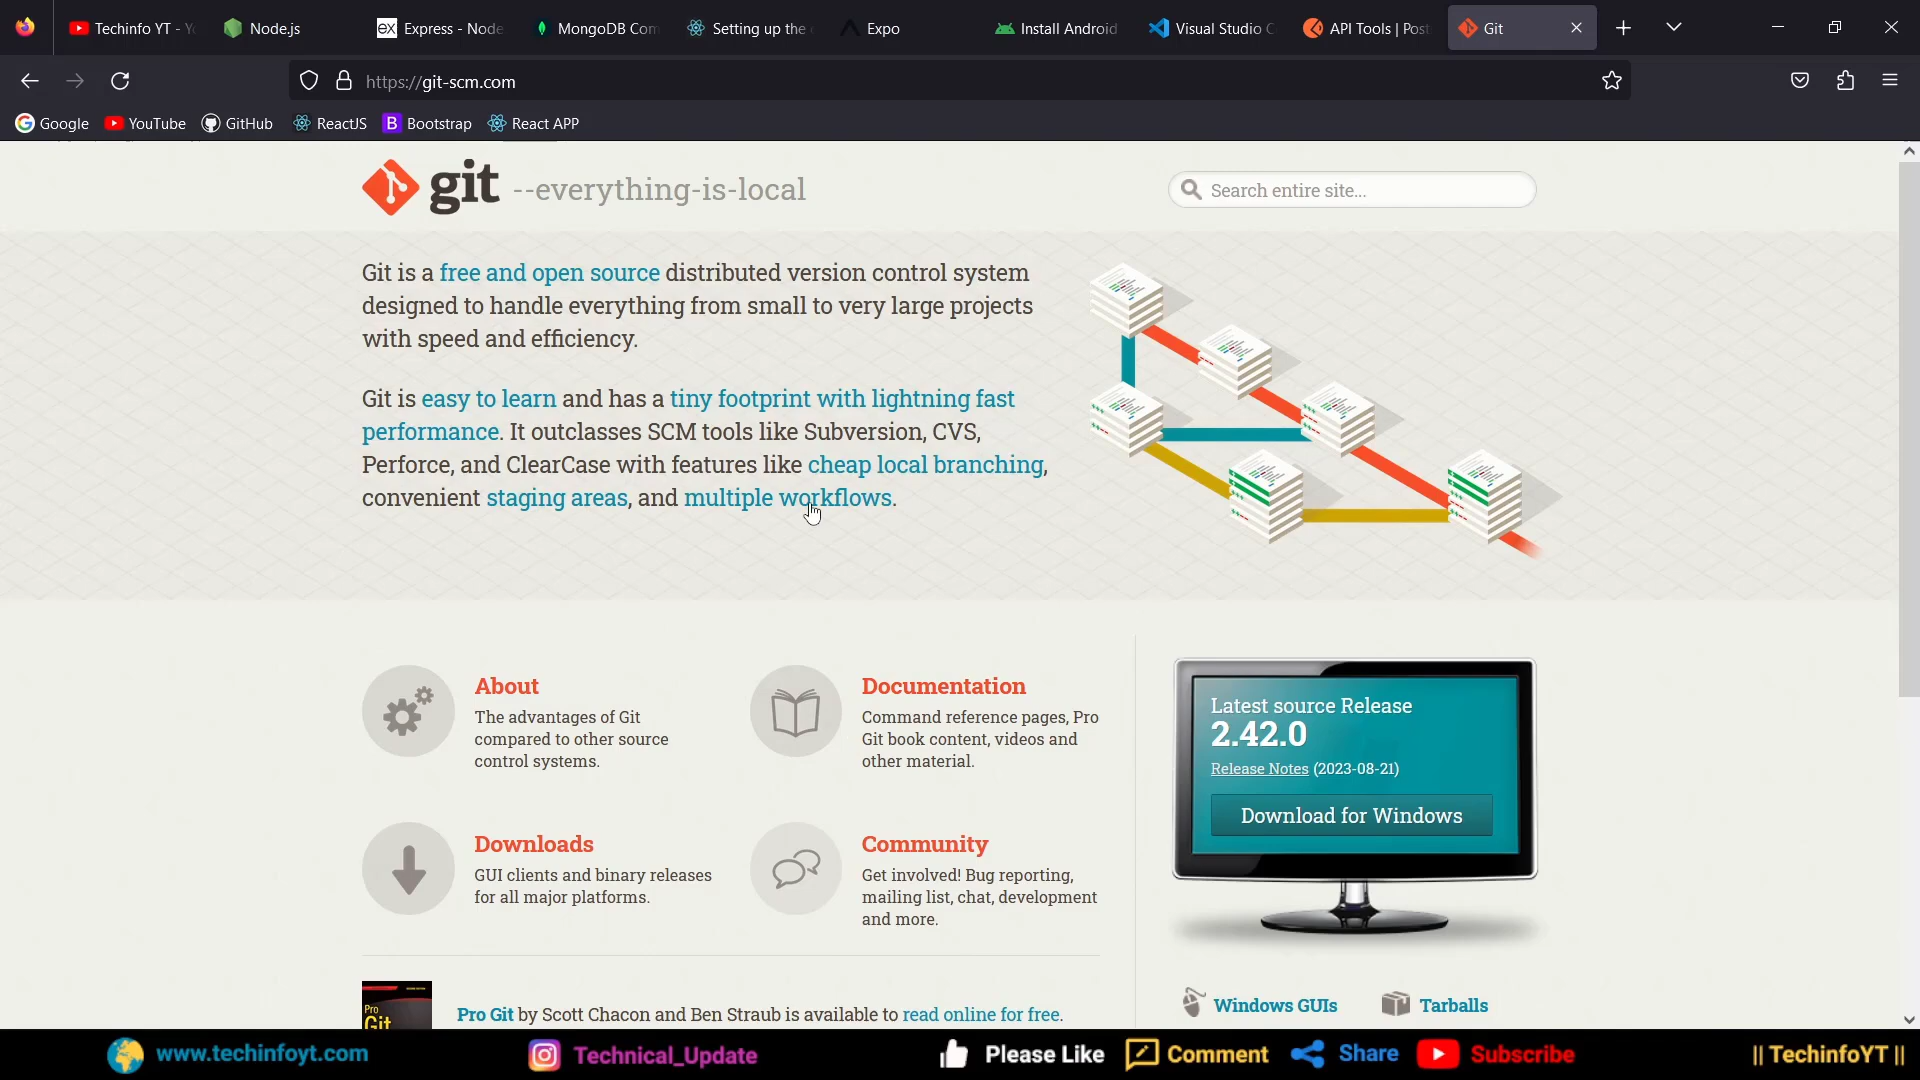 Techinfo YT - Yo
Node.js
ex
Express - Node
MongoDB Com
Setting up the
Expo
Install Android
Visual Studio C
API Tools | Post
Git
https://git-scm.com
Google
YouTube
GitHub
ReactJS
B Bootstrap
React APP
git --everything-is-local
Search entire site...
Git is a free and open source distributed version control system
designed to handle everything from small to very large projects
with speed and efficiency.
Git is easy to learn and has a tiny footprint with lightning fast
performance. It outclasses SCM tools like Subversion, CVS,
Perforce, and ClearCase with features like cheap local branching,
convenient staging areas, and multiple workflows.
About
The advantages of Git
compared to other source
control systems.
Documentation
Command reference pages, Pro
Git book content, videos and
other material.
Downloads
GUI clients and binary releases
for all major platforms.
Community
Get involved! Bug reporting,
mailing list, chat, development
and more.
Latest source Release
2.42.0
Release Notes (2023-08-21)
Download for Windows
Pro
Git
Pro Git by Scott Chacon and Ben Straub is available to read online for free.
Windows GUIs
Tarballs
www.techinfoyt.com
Technical_Update
Please Like
Comment
Share
Subscribe
|| TechinfoYT ||